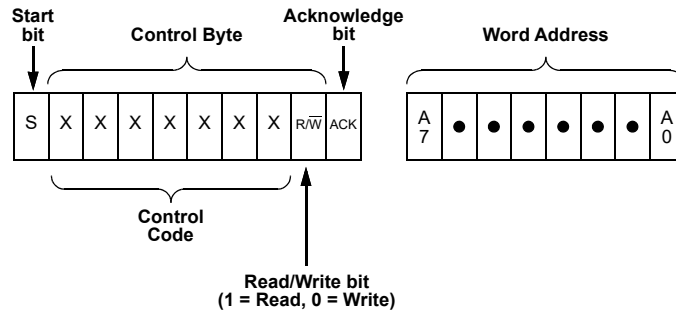 Start
bit
Control Byte
Acknowledge
bit
Word Address
S X X X X X X X R/W̅ ACK
A
7
● ● ● ● ● ●
A
0
Control
Code
Read/Write bit
(1 = Read, 0 = Write)